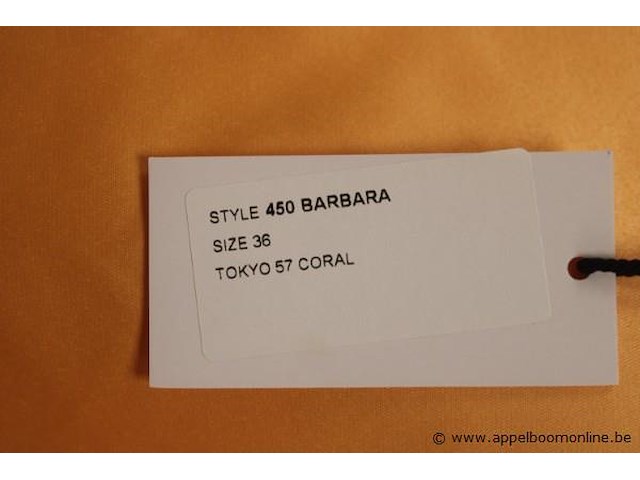 STYLE 450 BARBARA
SIZE 36
TOKYO 57 CORAL
© www.appelboomonline.be